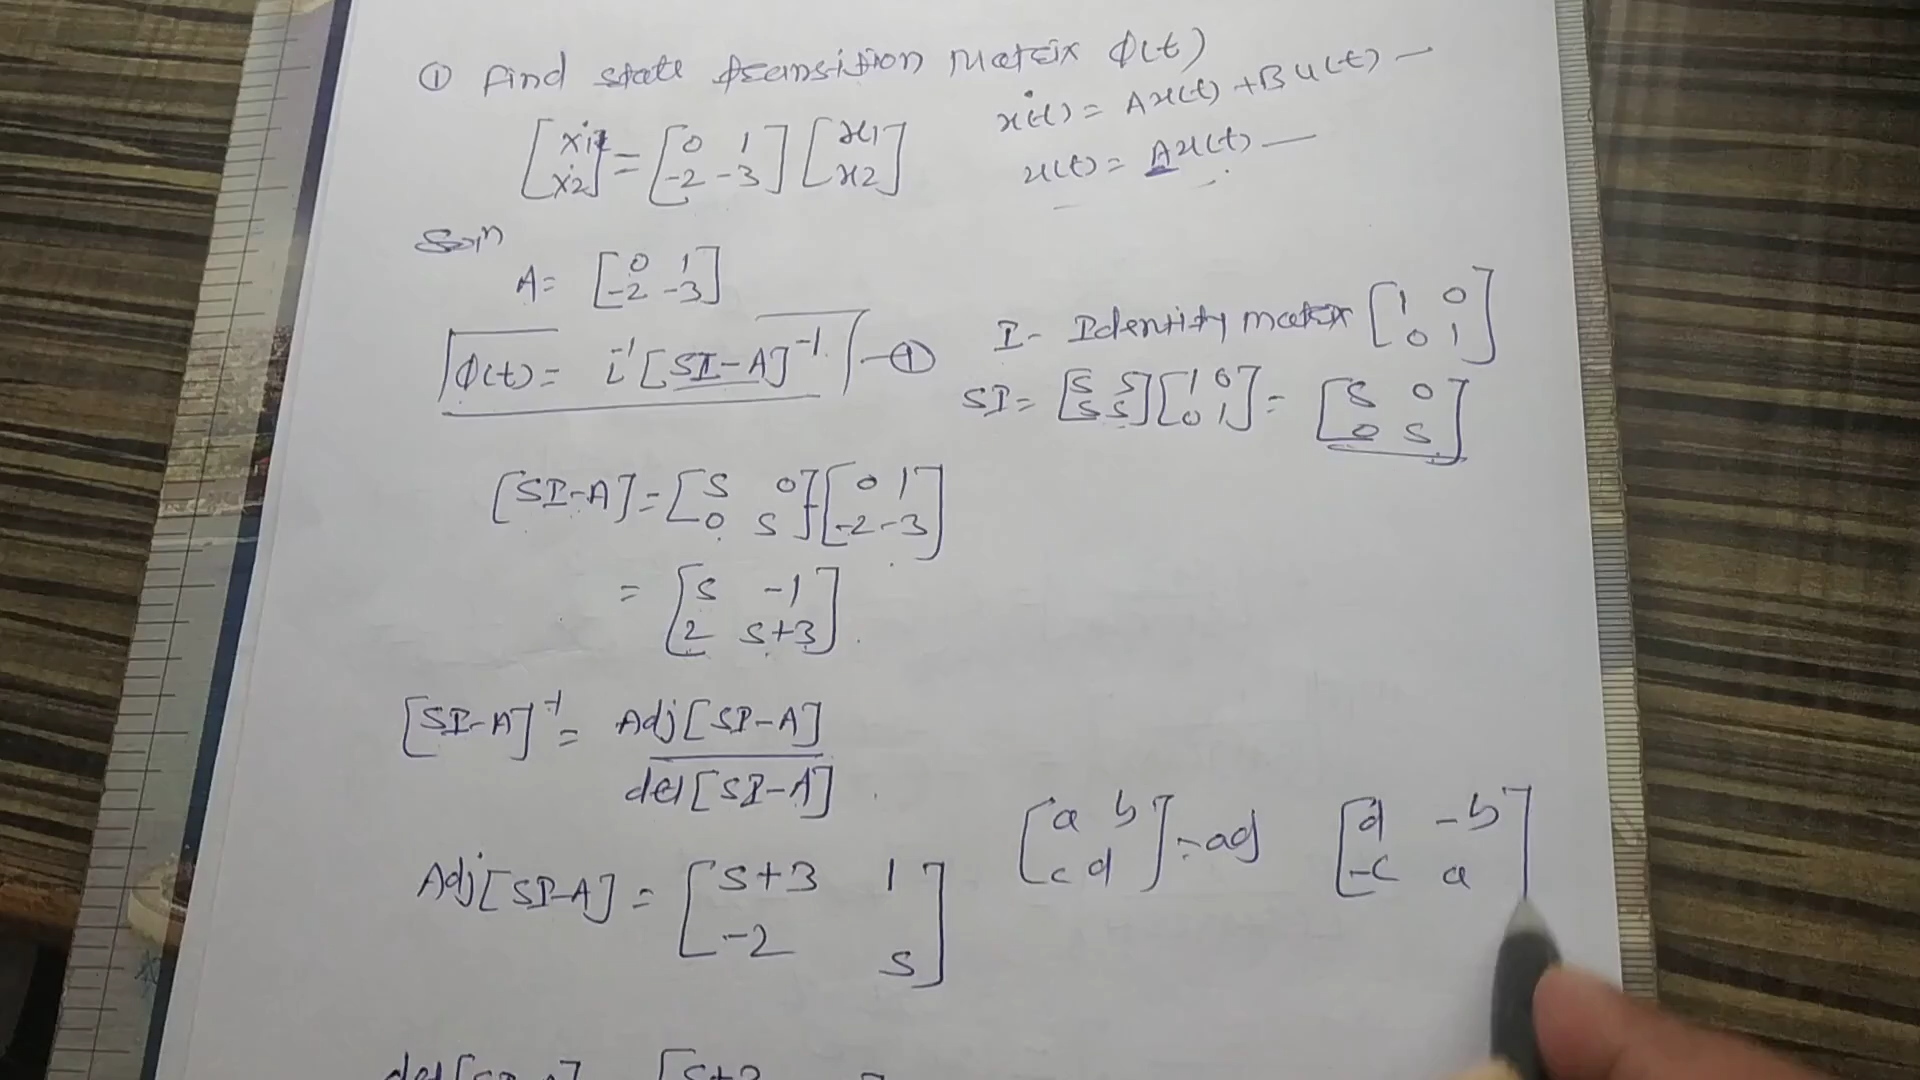 ① Find state transition Matrix φ(t)
[ẋ1 ẋ2] = [0 1 -2 -3] [x1 x2]
ẋ(t) = Ax(t) + Bu(t) —
x(t) = Ax(t) —
Soln
A = [0 1 -2 -3]
φ(t) = L⁻¹[SI-A]⁻¹ —①
I - Identity matrix [1 0 0 1]
SI = [S S S S] [1 0 0 1] = [S 0 0 S]
[SI-A] = [S 0 0 S] - [0 1 -2 -3]
= [S -1 2 S+3]
[SI-A]⁻¹ = Adj[SI-A] / det[SI-A]
[a b c d] = adj [d -b -c a]
Adj[SI-A] = [S+3 1 -2 S]